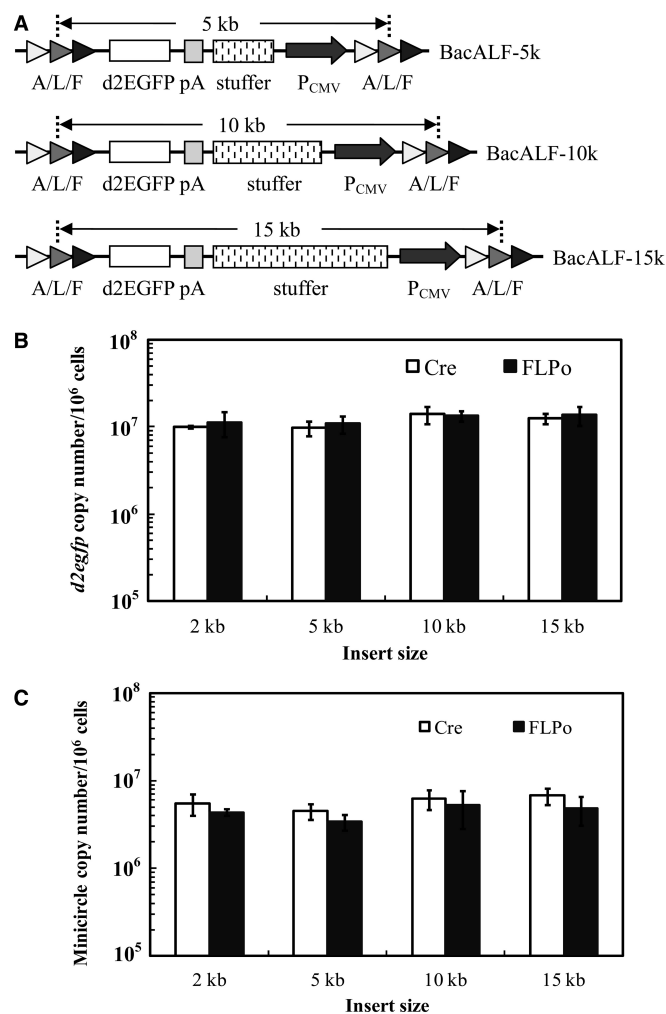 A
5 kb
BacALF-5k
A/L/F d2EGFP pA stuffer PCMV A/L/F
10 kb
BacALF-10k
A/L/F d2EGFP pA stuffer PCMV A/L/F
15 kb
BacALF-15k
A/L/F d2EGFP pA stuffer PCMV A/L/F
B
d2egfp copy number/10⁶ cells
10⁸
10⁷
10⁶
10⁵
Cre FLPo
2 kb 5 kb 10 kb 15 kb
Insert size
C
Minicircle copy number/10⁶ cells
10⁸
10⁷
10⁶
10⁵
Cre FLPo
2 kb 5 kb 10 kb 15 kb
Insert size